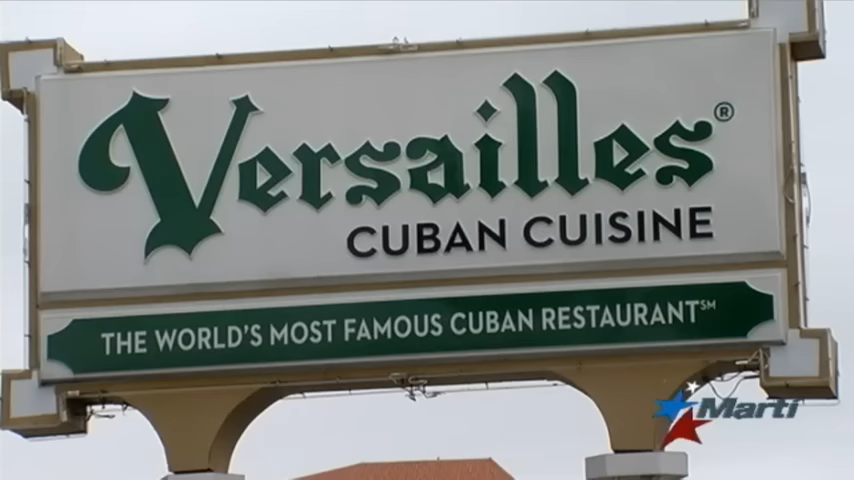 Versailles®
CUBAN CUISINE
THE WORLD'S MOST FAMOUS CUBAN RESTAURANT℠
Martí